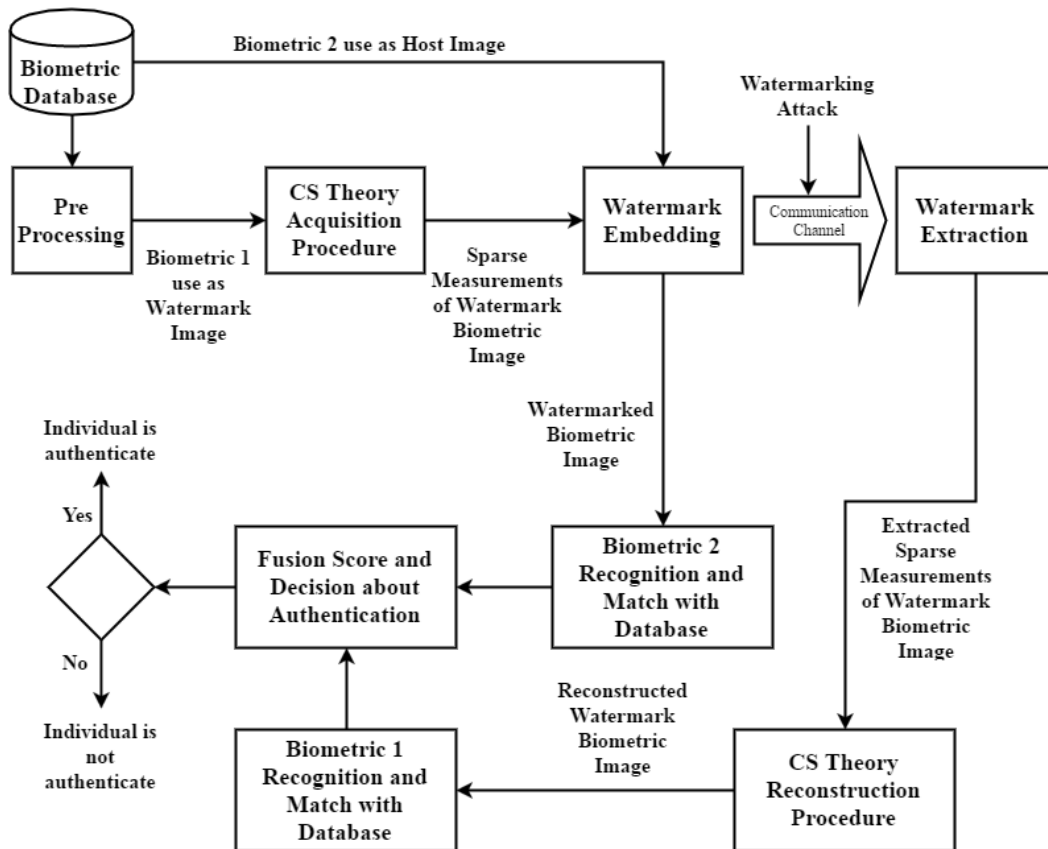 Biometric
Database
Biometric 2 use as Host Image
Watermarking
Attack
Pre
Processing
Biometric 1
use as
Watermark
Image
CS Theory
Acquisition
Procedure
Sparse
Measurements
of Watermark
Biometric
Image
Watermark
Embedding
Communication
Channel
Watermark
Extraction
Watermarked
Biometric
Image
Extracted
Sparse
Measurements
of Watermark
Biometric
Image
Individual is
authenticate
Yes
No
Individual is
not
authenticate
Fusion Score and
Decision about
Authentication
Biometric 2
Recognition and
Match with
Database
Biometric 1
Recognition and
Match with
Database
Reconstructed
Watermark
Biometric
Image
CS Theory
Reconstruction
Procedure